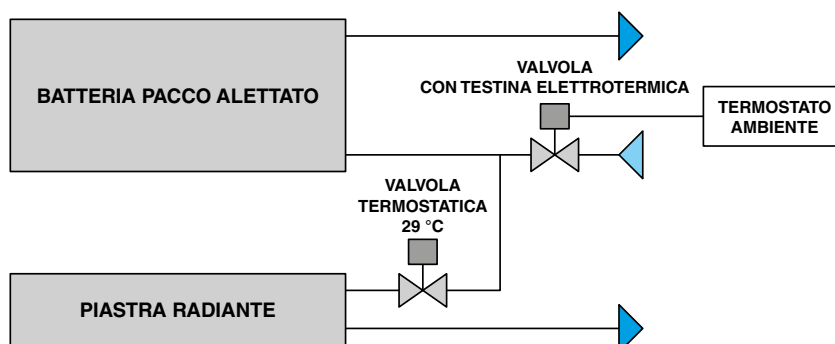 BATTERIA PACCO ALETTATO
VALVOLA
CON TESTINA ELETTROTERMICA
TERMOSTATO
AMBIENTE
VALVOLA
TERMOSTATICA
29 °C
PIASTRA RADIANTE